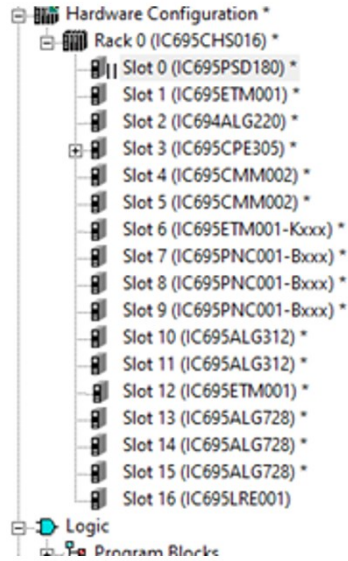 Hardware Configuration *
Rack 0 (IC695CHS016) *
Slot 0 (IC695PSD180) *
Slot 1 (IC695ETM001) *
Slot 2 (IC694ALG220) *
Slot 3 (IC695CPE305) *
Slot 4 (IC695CMM002) *
Slot 5 (IC695CMM002) *
Slot 6 (IC695ETM001-Kxxx) *
Slot 7 (IC695PNC001-Bxxx) *
Slot 8 (IC695PNC001-Bxxx) *
Slot 9 (IC695PNC001-Bxxx) *
Slot 10 (IC695ALG312) *
Slot 11 (IC695ALG312) *
Slot 12 (IC695ETM001) *
Slot 13 (IC695ALG728) *
Slot 14 (IC695ALG728) *
Slot 15 (IC695ALG728) *
Slot 16 (IC695LRE001)
Logic
Program Blocks